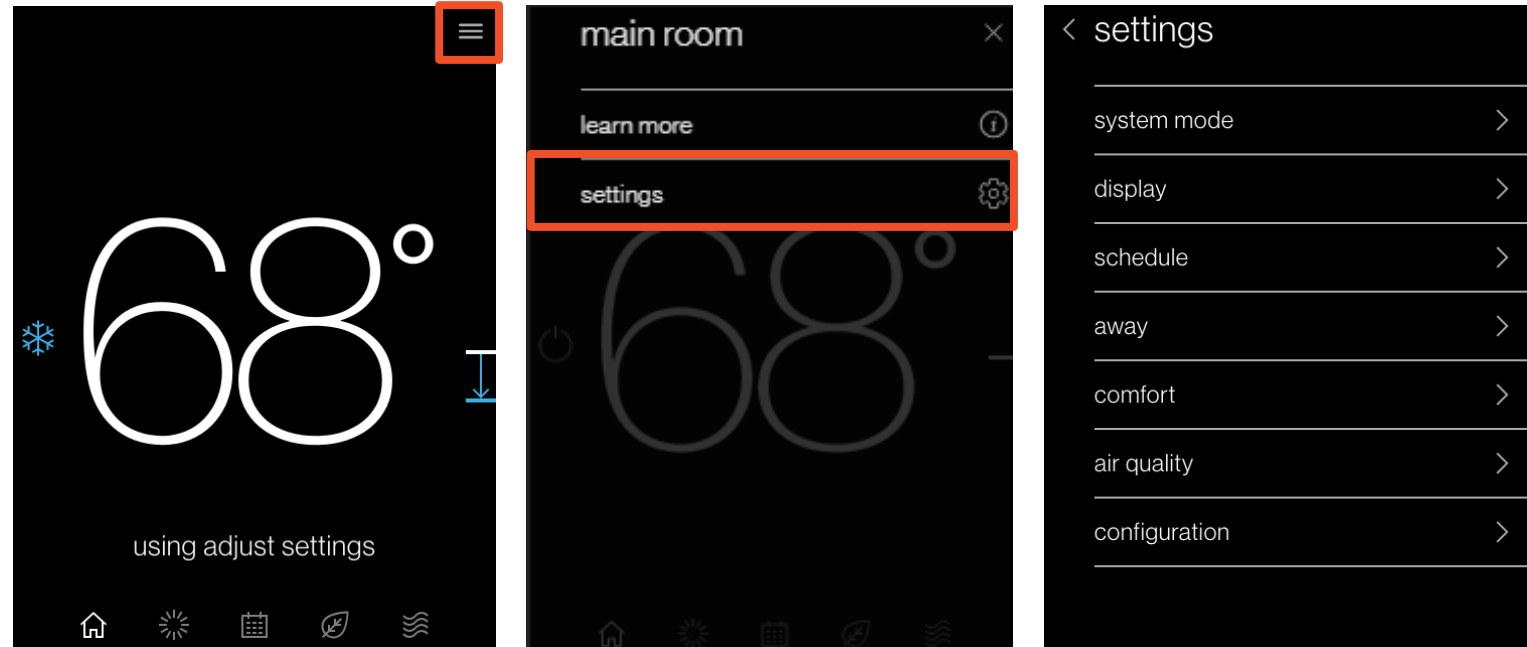 68°
using adjust settings
main room
learn more
settings
68°
settings
system mode
display
schedule
away
comfort
air quality
configuration